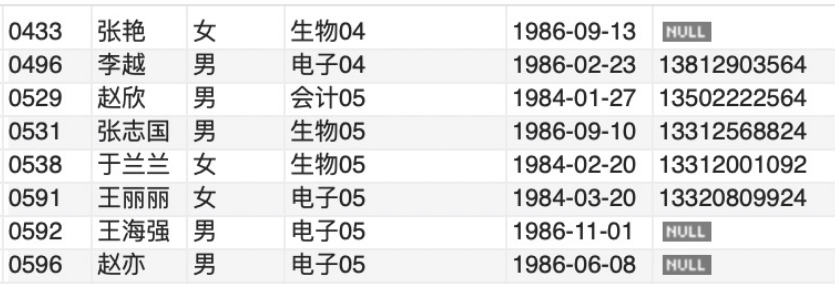 0433 张艳 女 生物04 1986-09-13 NULL
0496 李越 男 电子04 1986-02-23 13812903564
0529 赵欣 男 会计05 1984-01-27 13502222564
0531 张志国 男 生物05 1986-09-10 13312568824
0538 于兰兰 女 生物05 1984-02-20 13312001092
0591 王丽丽 女 电子05 1984-03-20 13320809924
0592 王海强 男 电子05 1986-11-01 NULL
0596 赵亦 男 电子05 1986-06-08 NULL